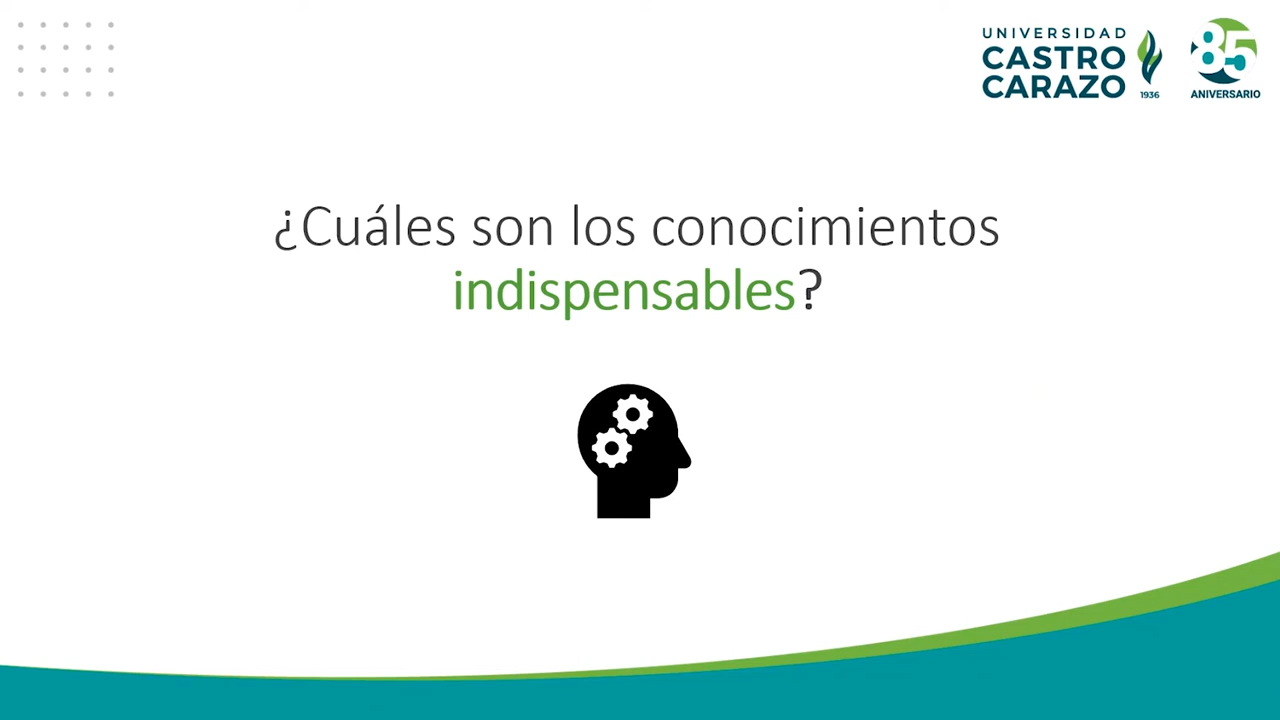 UNIVERSIDAD
CASTRO
CARAZO
1936
85
ANIVERSARIO
¿Cuáles son los conocimientos
indispensables?